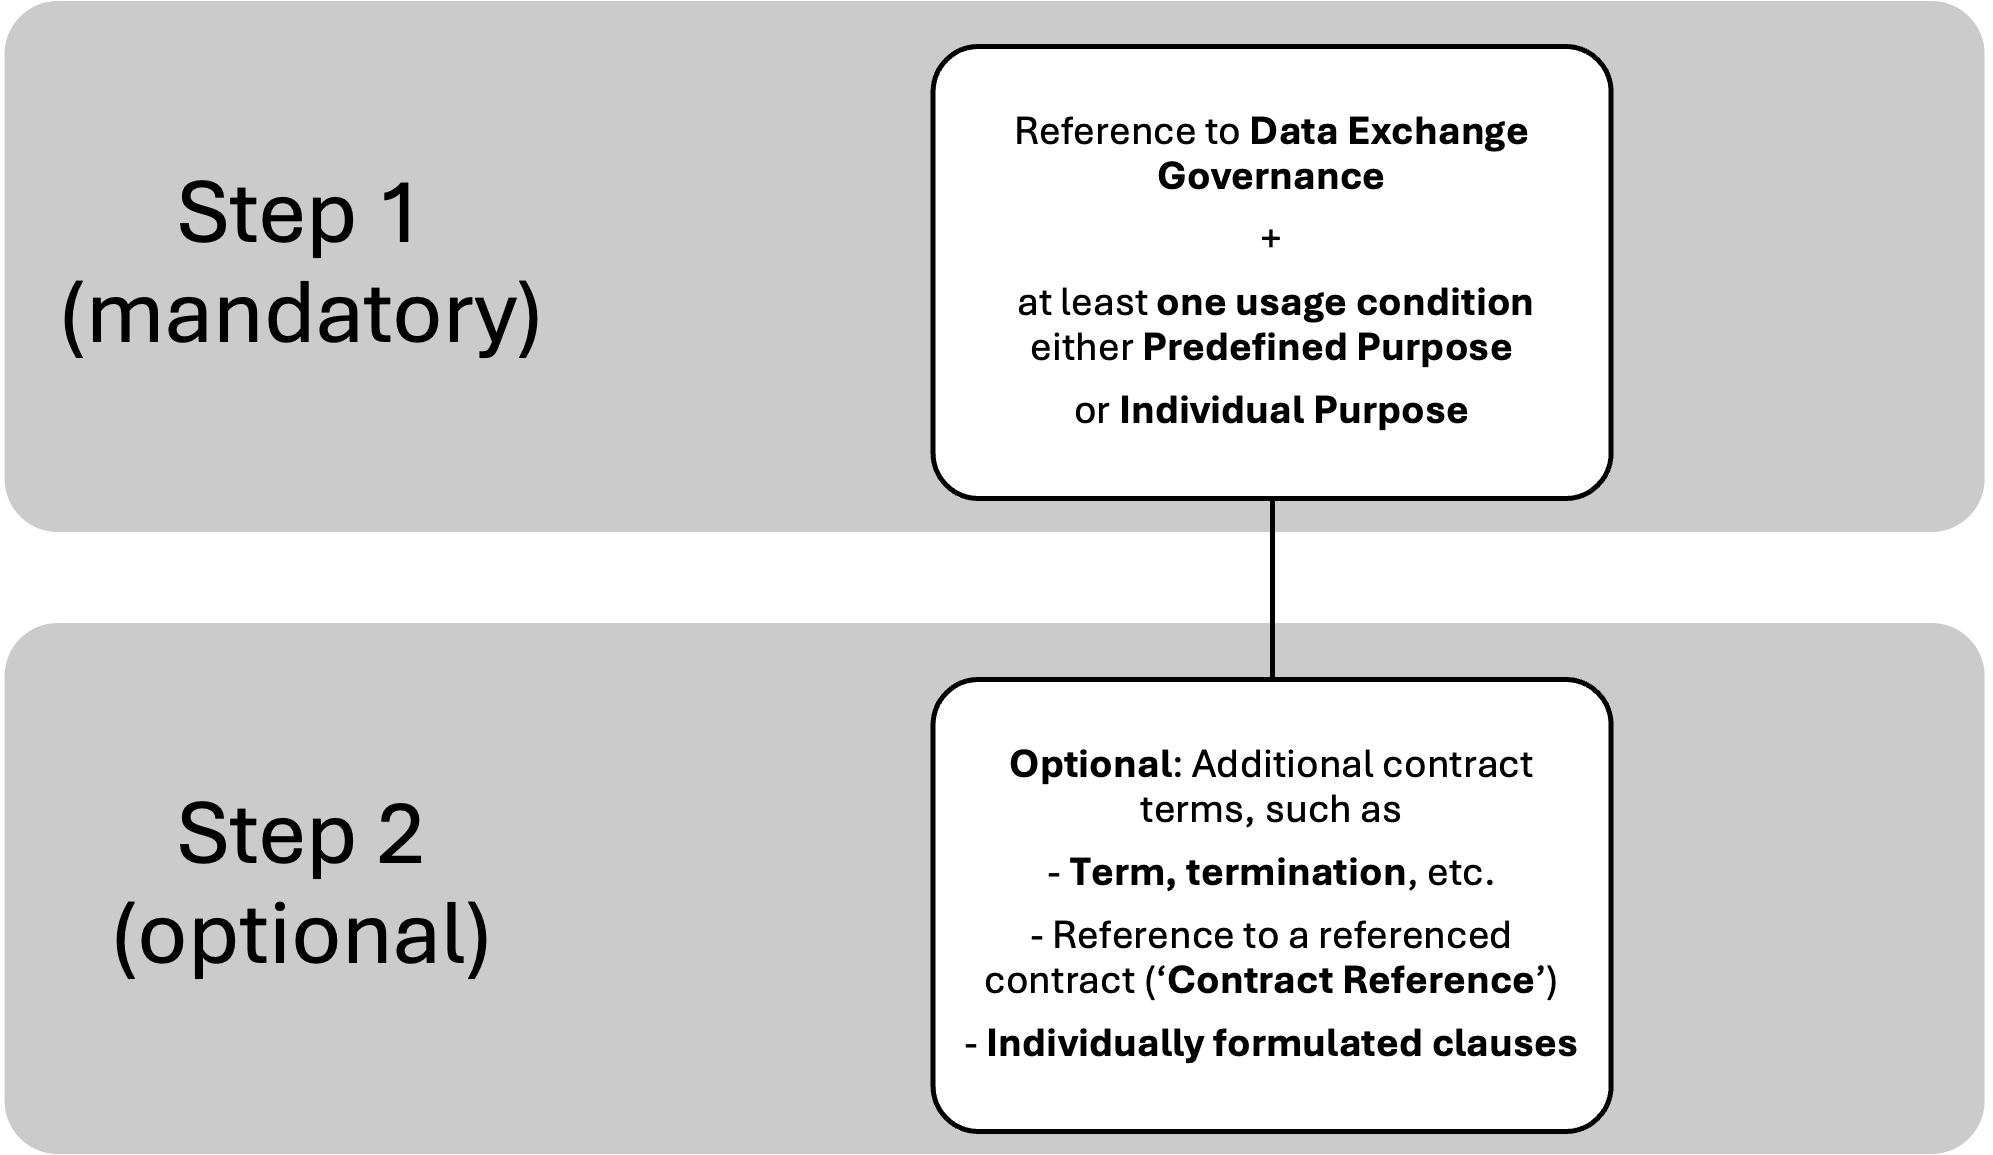 Step 1
(mandatory)
Reference to Data Exchange
Governance
+
at least one usage condition
either Predefined Purpose
or Individual Purpose
Step 2
(optional)
Optional: Additional contract
terms, such as
- Term, termination, etc.
- Reference to a referenced
contract (‘Contract Reference’)
- Individually formulated clauses